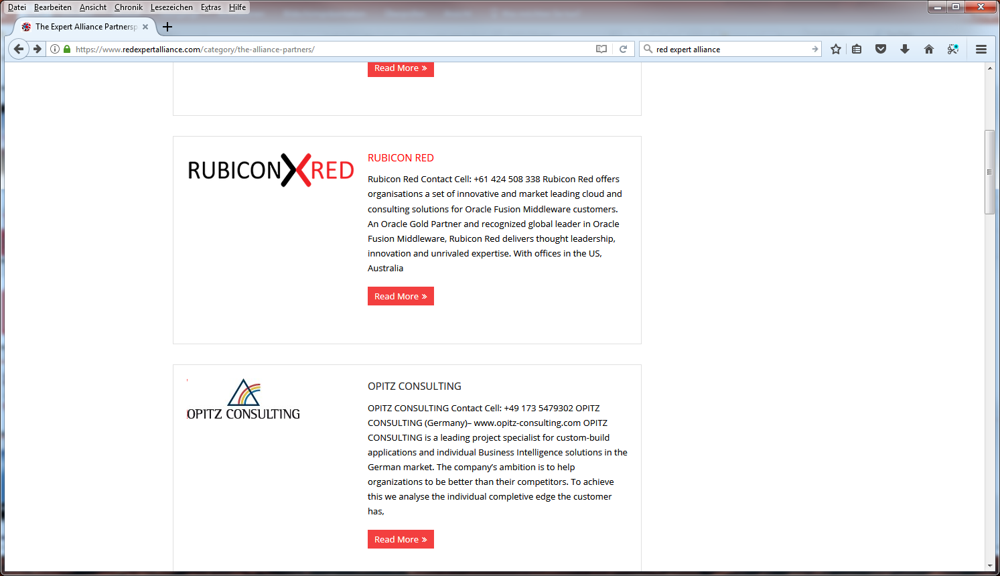 Datei Bearbeiten Ansicht Chronik Lesezeichen Extras Hilfe
The Expert Alliance Partnersp
https://www.redexpertalliance.com/category/the-alliance-partners/
red expert alliance
Read More »
RUBICON RED
RUBICON RED
Rubicon Red Contact Cell: +61 424 508 338 Rubicon Red offers
organisations a set of innovative and market leading cloud and
consulting solutions for Oracle Fusion Middleware customers.
An Oracle Gold Partner and recognized global leader in Oracle
Fusion Middleware, Rubicon Red delivers thought leadership,
innovation and unrivaled expertise. With offices in the US,
Australia
Read More »
OPITZ CONSULTING
OPITZ CONSULTING
OPITZ CONSULTING Contact Cell: +49 173 5479302 OPITZ
CONSULTING (Germany)– www.opitz-consulting.com OPITZ
CONSULTING is a leading project specialist for custom-build
applications and individual Business Intelligence solutions in the
German market. The company’s ambition is to help
organizations to be better than their competitors. To achieve
this we analyse the individual completive edge the customer
has,
Read More »